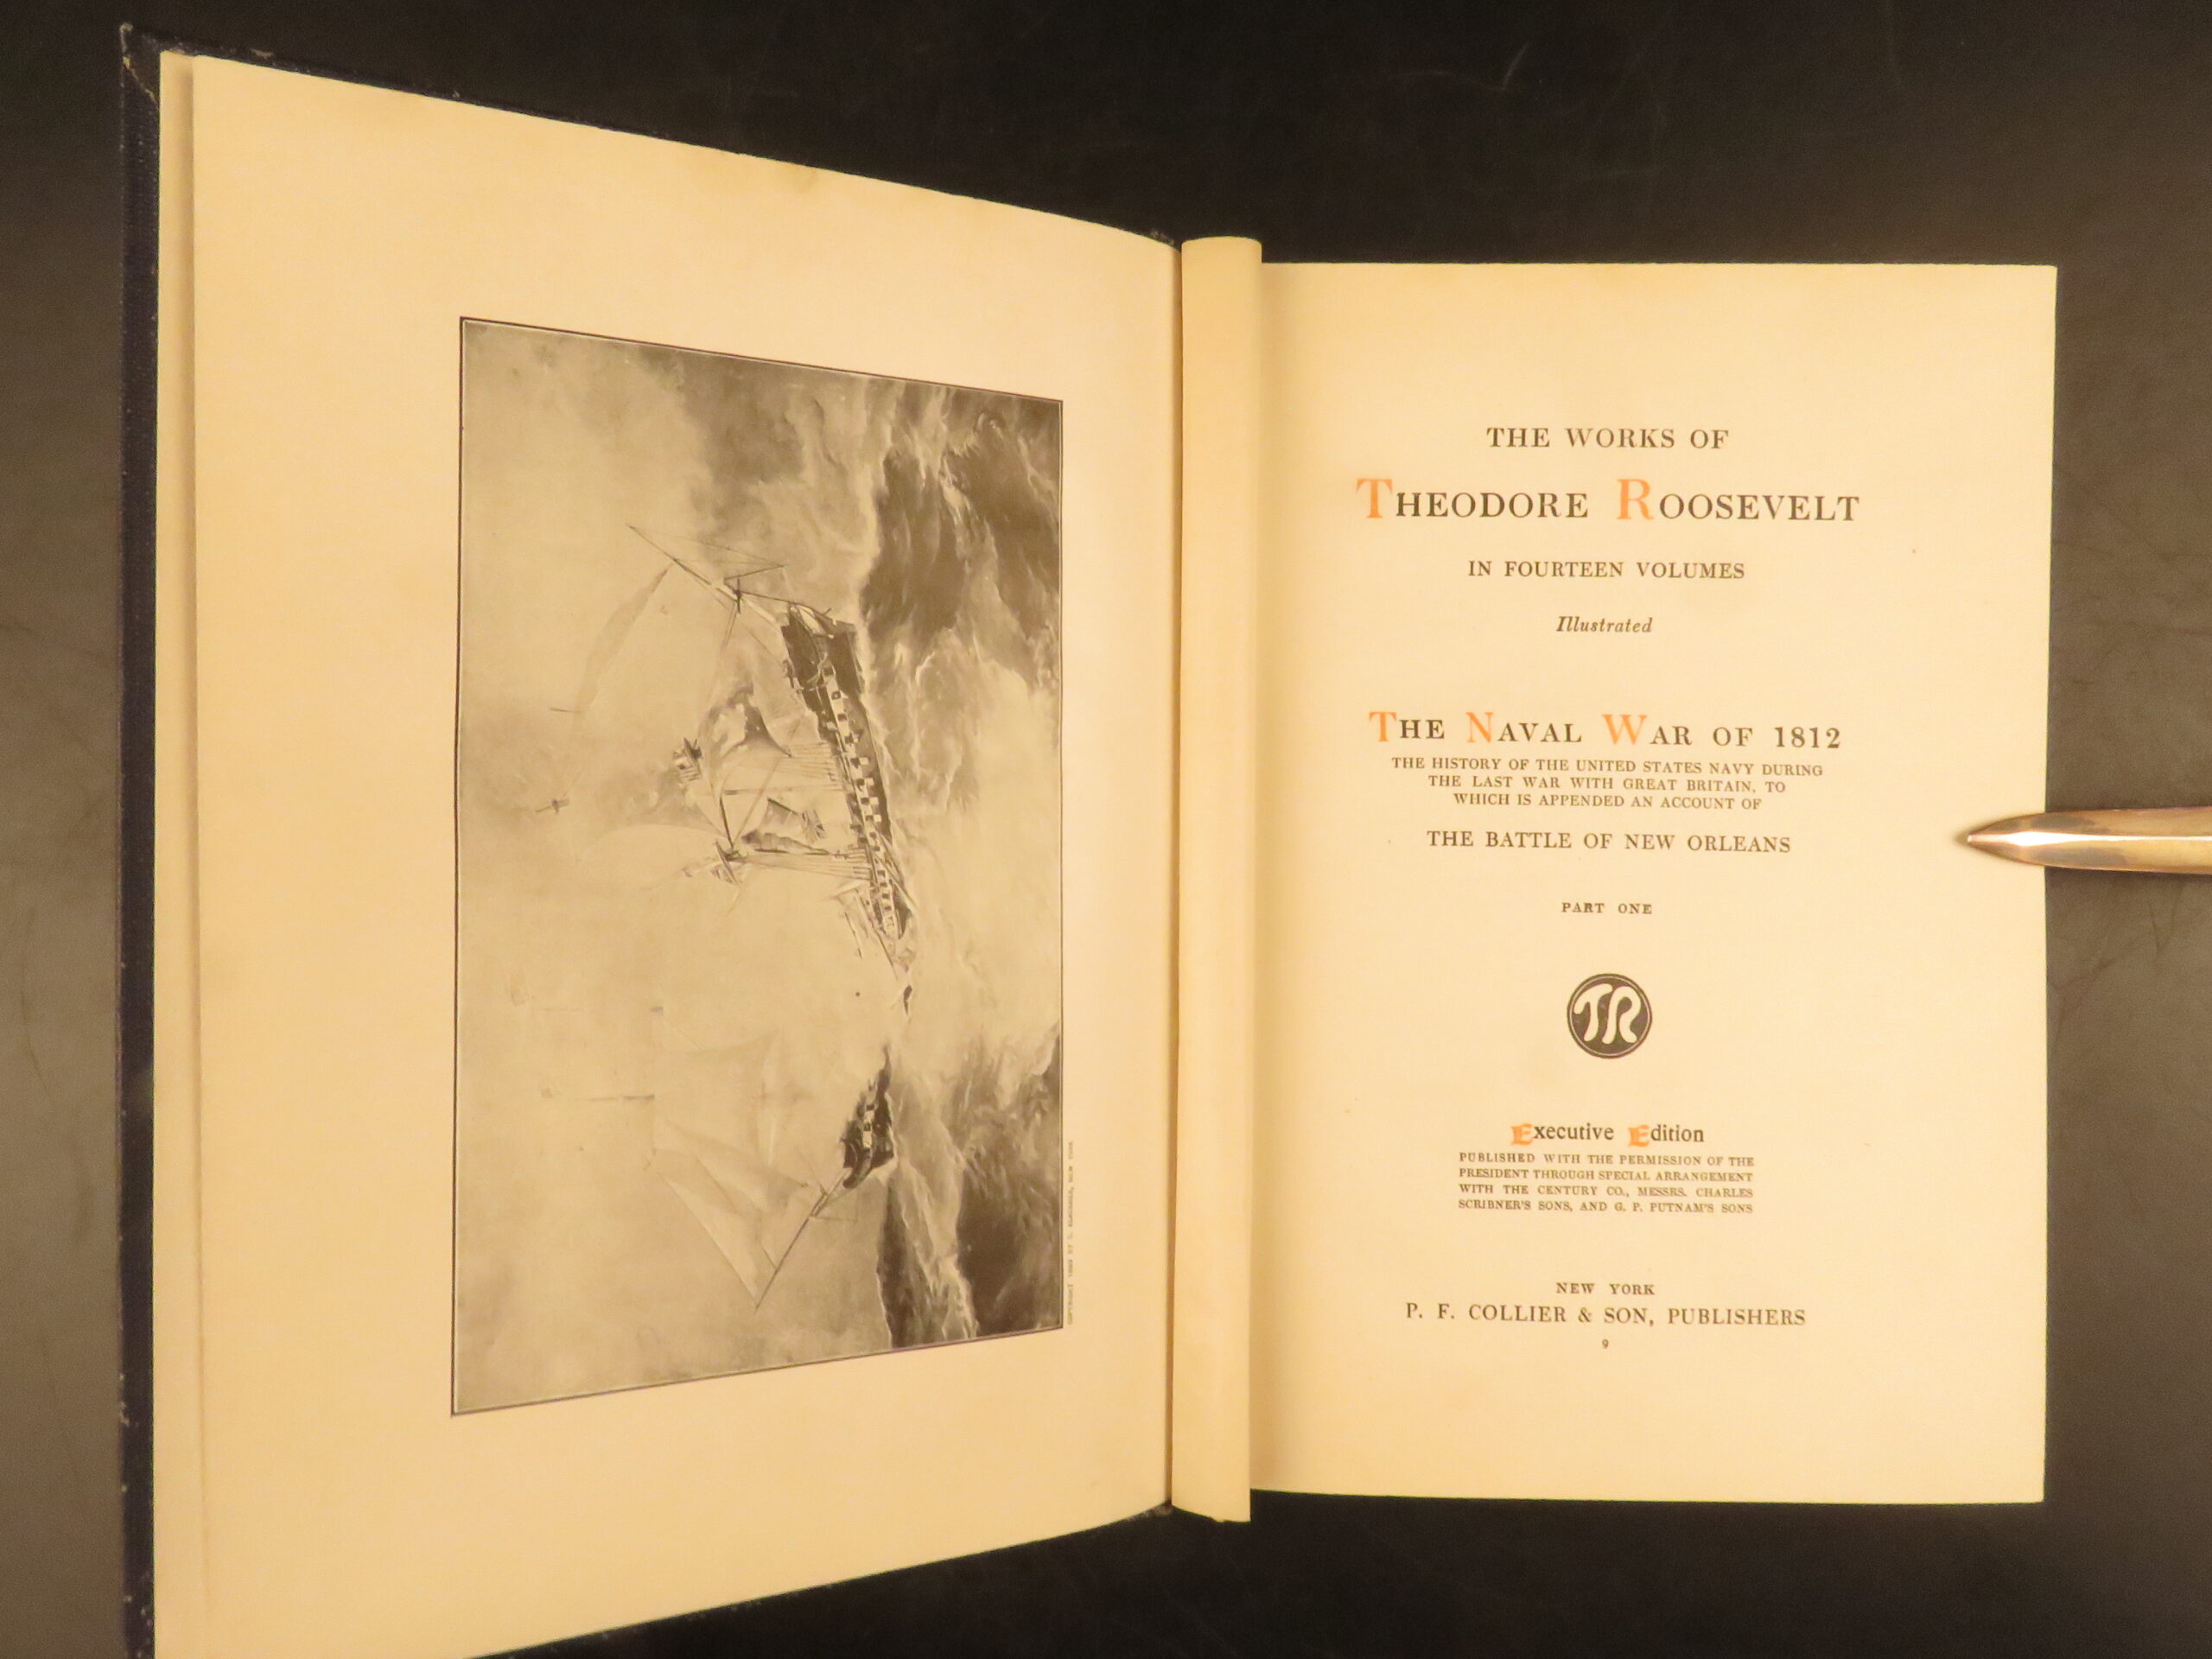 THE WORKS OF
THEODORE ROOSEVELT
IN FOURTEEN VOLUMES
Illustrated
THE NAVAL WAR OF 1812
THE HISTORY OF THE UNITED STATES NAVY DURING
THE LAST WAR WITH GREAT BRITAIN, TO
WHICH IS APPENDED AN ACCOUNT OF
THE BATTLE OF NEW ORLEANS
PART ONE
TR
Executive Edition
PUBLISHED WITH THE PERMISSION OF THE
PRESIDENT THROUGH SPECIAL ARRANGEMENT
WITH THE CENTURY CO., MESSRS. CHARLES
SCRIBNER'S SONS, AND G. P. PUTNAM'S SONS
NEW YORK
P. F. COLLIER & SON, PUBLISHERS
9